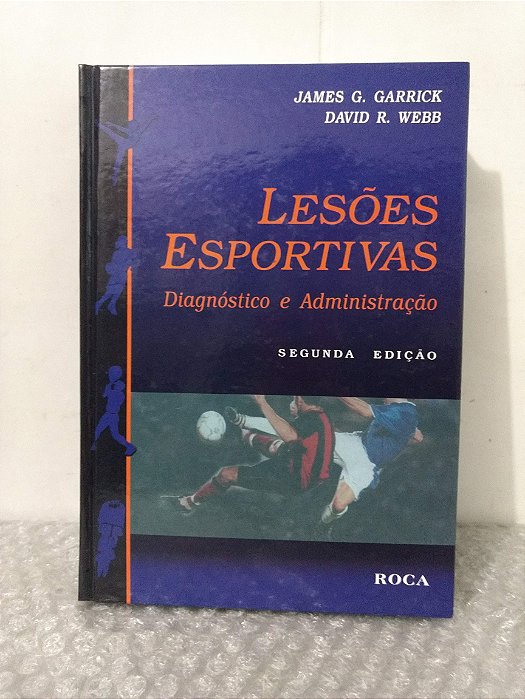 JAMES G. GARRICK
DAVID R. WEBB
LESÕES
ESPORTIVAS
Diagnóstico e Administração
SEGUNDA EDIÇÃO
ROCA